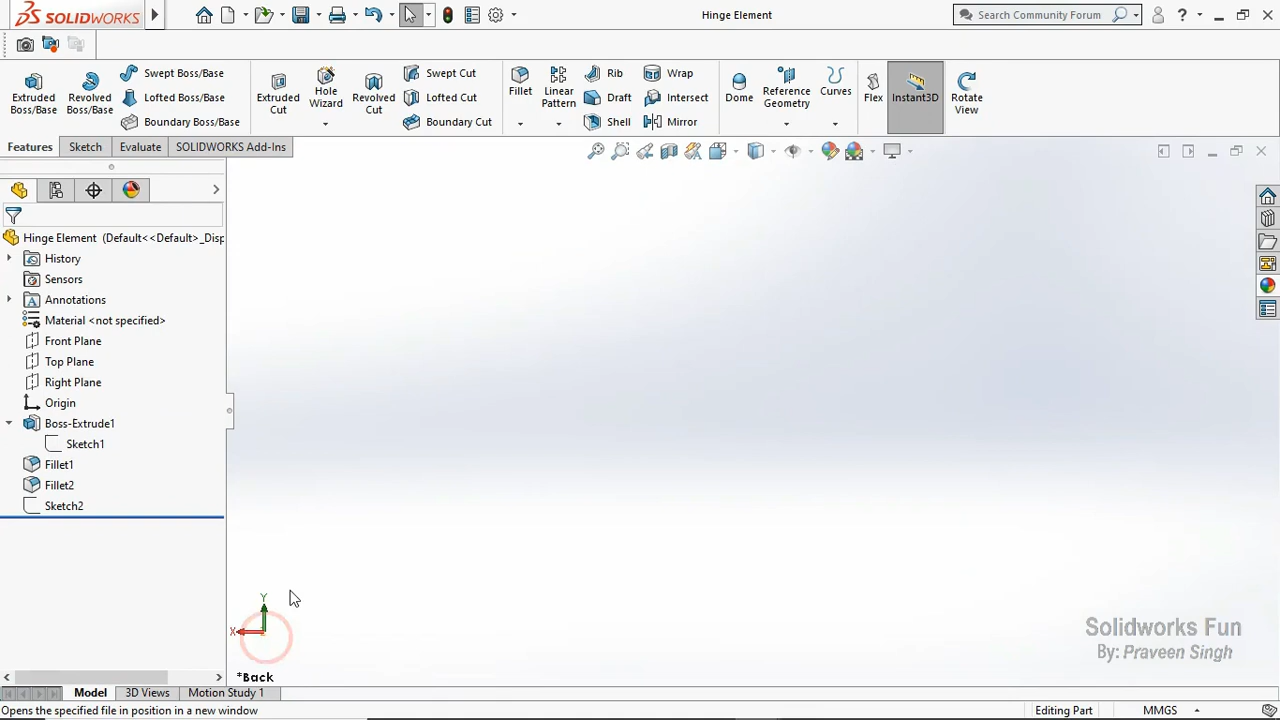 SOLIDWORKS
Hinge Element
Search Community Forum
?
Extruded Boss/Base
Revolved Boss/Base
Swept Boss/Base
Lofted Boss/Base
Boundary Boss/Base
Extruded Cut
Hole Wizard
Revolved Cut
Swept Cut
Lofted Cut
Boundary Cut
Fillet
Linear Pattern
Rib
Draft
Shell
Wrap
Intersect
Mirror
Dome
Reference Geometry
Curves
Flex
Instant3D
Rotate View
Features
Sketch
Evaluate
SOLIDWORKS Add-Ins
Hinge Element (Default<<Default>_Disp
History
Sensors
Annotations
Material <not specified>
Front Plane
Top Plane
Right Plane
Origin
Boss-Extrude1
Sketch1
Fillet1
Fillet2
Sketch2
Y
X
*Back
Solidworks Fun
By: Praveen Singh
Model
3D Views
Motion Study 1
Opens the specified file in position in a new window
Editing Part
MMGS